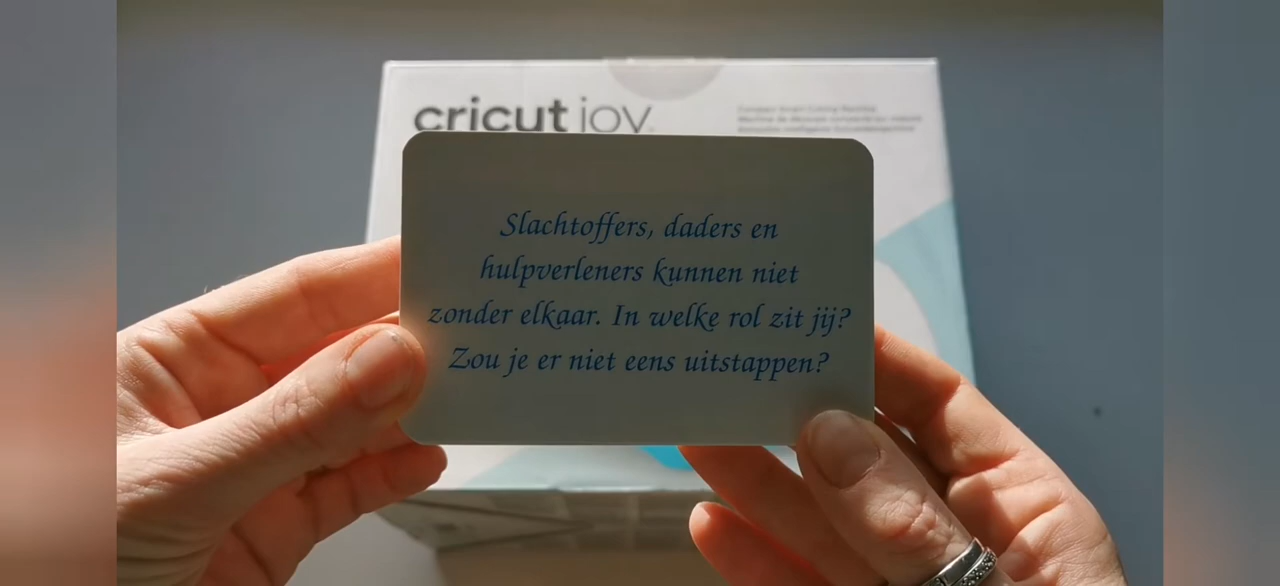 cricut joy
Slachtoffers, daders en
hulpverleners kunnen niet
zonder elkaar. In welke rol zit jij?
Zou je er niet eens uitstappen?